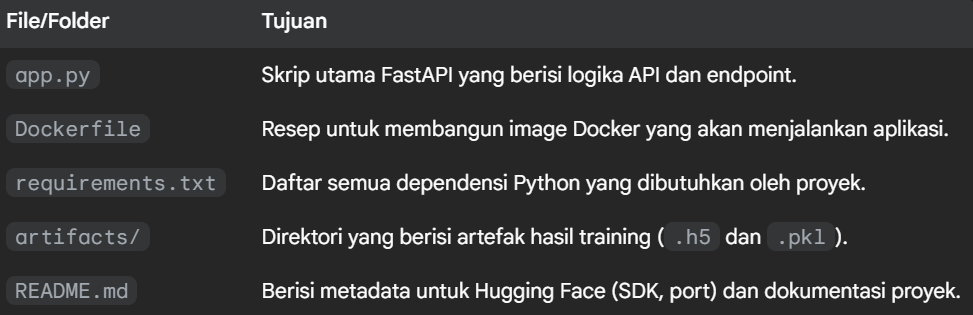 File/Folder Tujuan
app.py Skrip utama FastAPI yang berisi logika API dan endpoint.
Dockerfile Resep untuk membangun image Docker yang akan menjalankan aplikasi.
requirements.txt Daftar semua dependensi Python yang dibutuhkan oleh proyek.
artifacts/ Direktori yang berisi artefak hasil training ( .h5 dan .pkl ).
README.md Berisi metadata untuk Hugging Face (SDK, port) dan dokumentasi proyek.